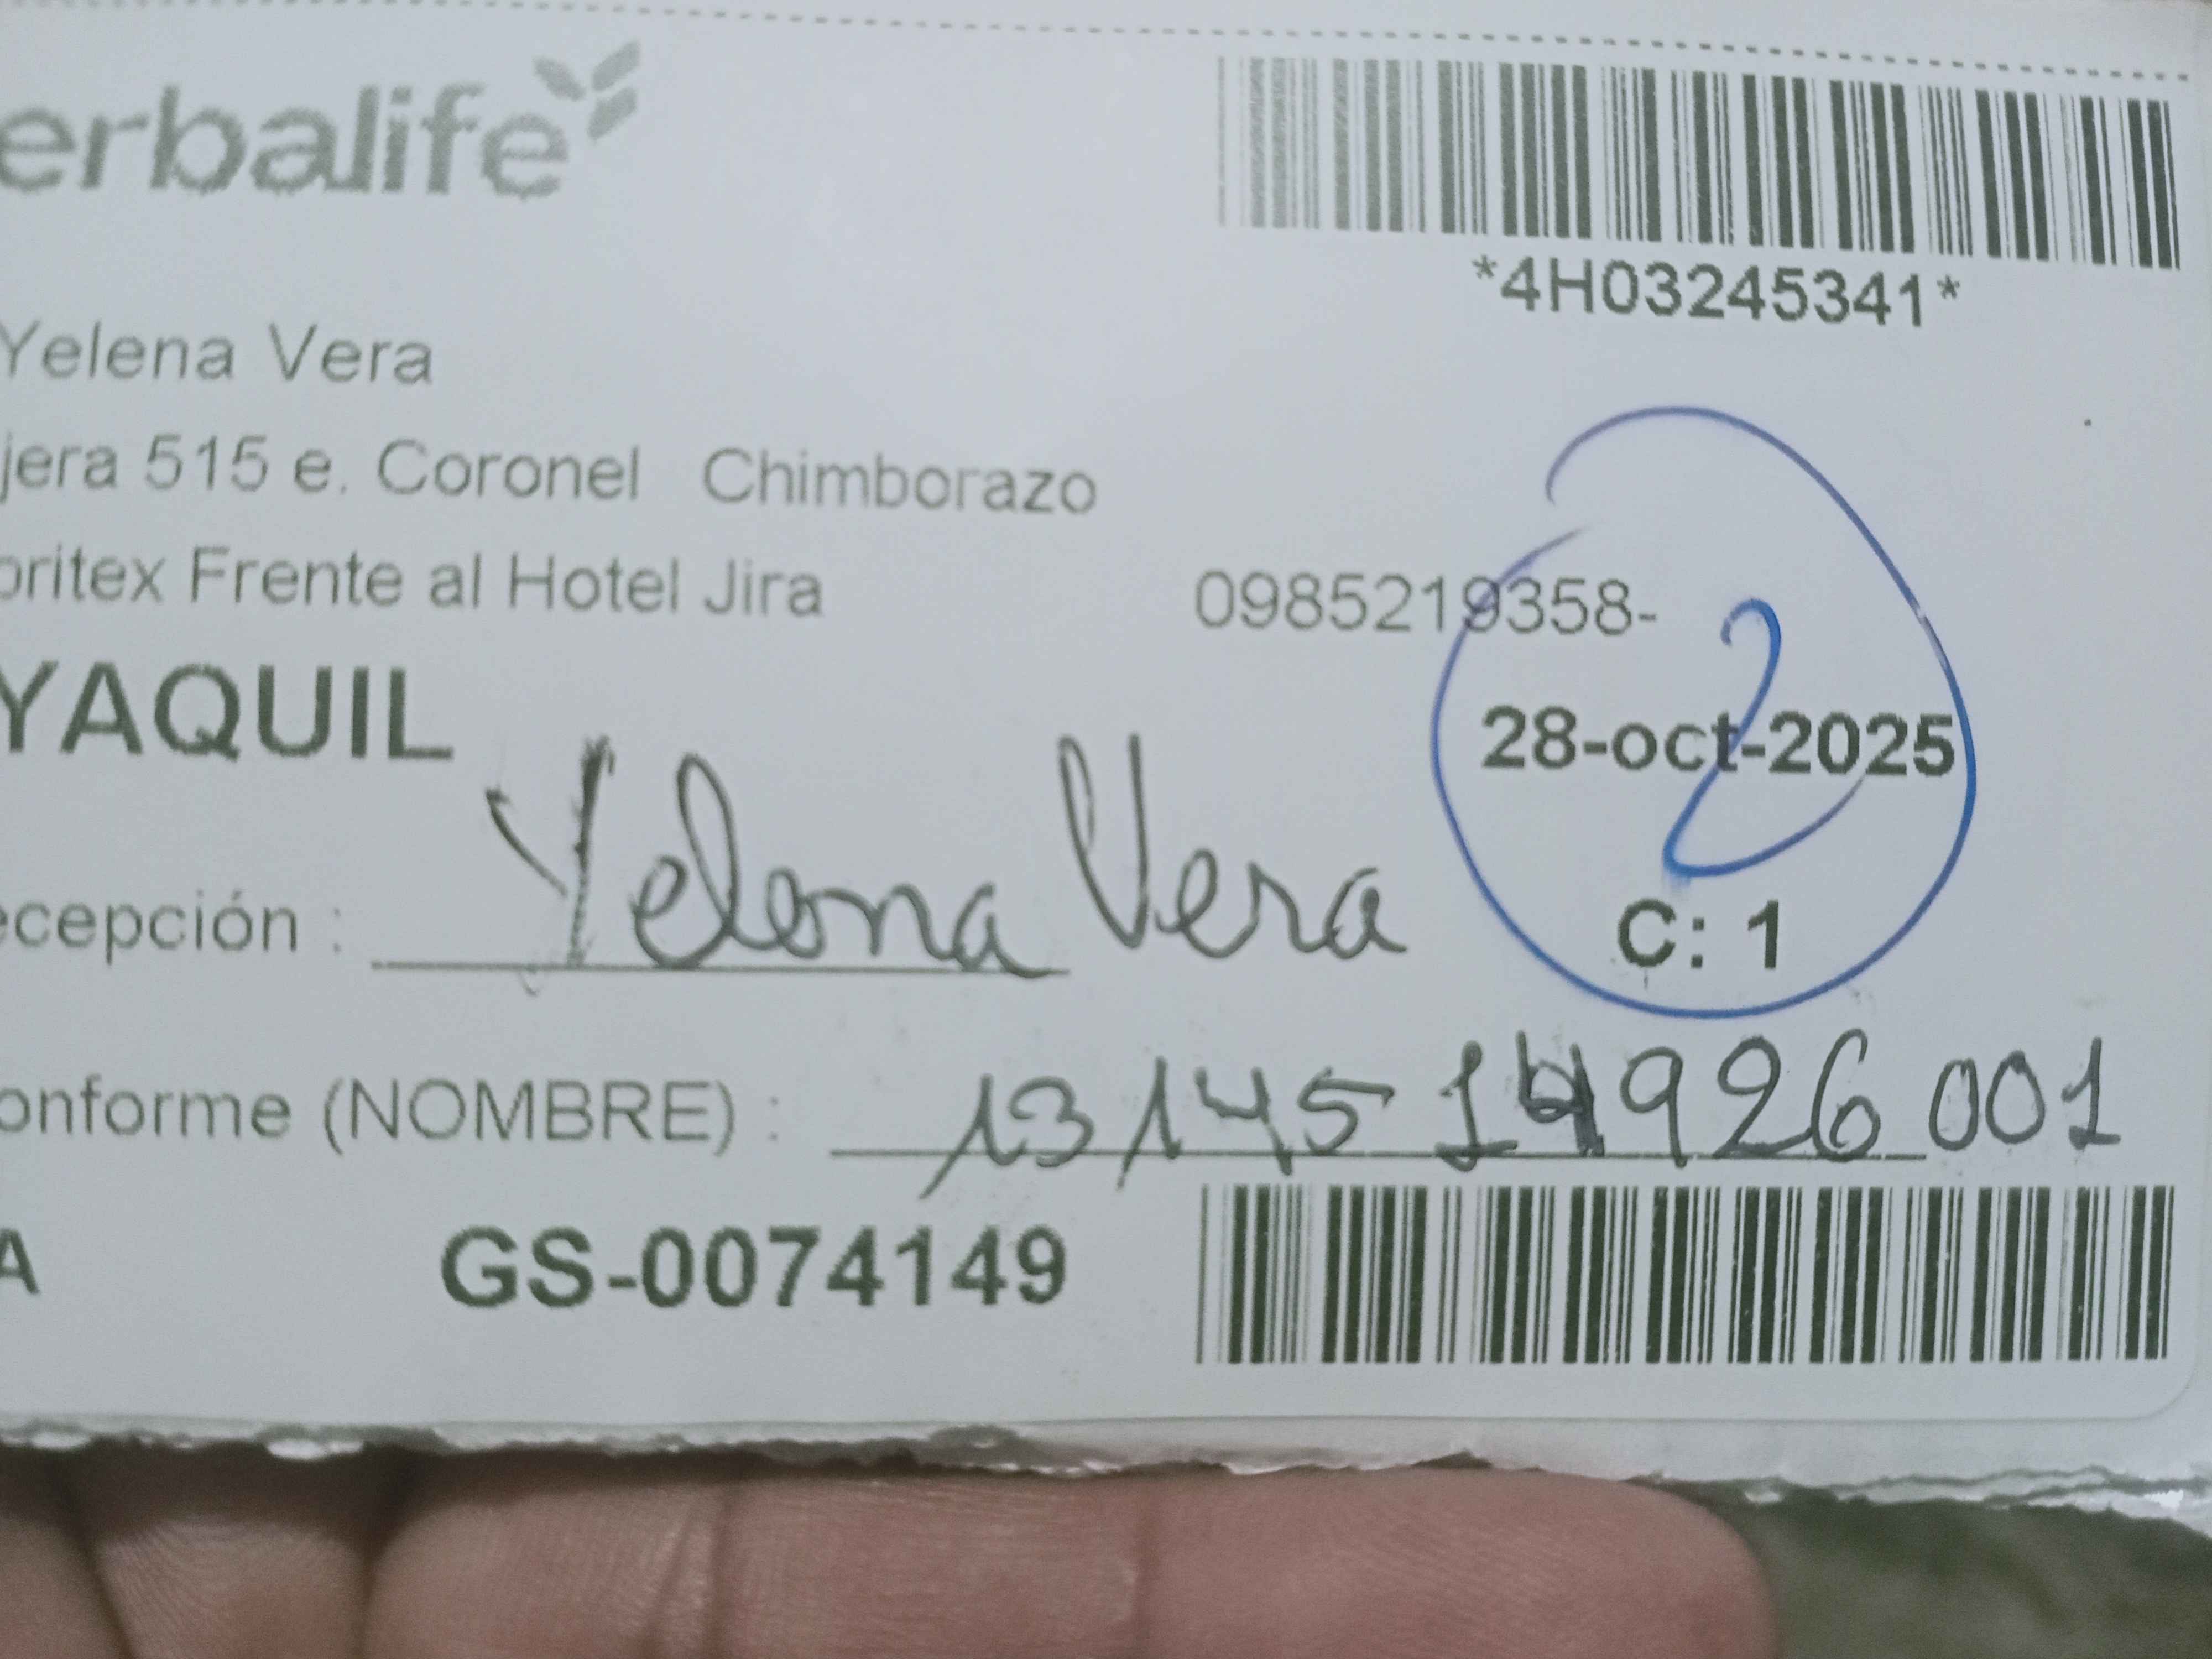 erbalife
*4H03245341*
Yelena Vera
jera 515 e. Coronel Chimborazo
oritex Frente al Hotel Jira 0985219358-
YAQUIL
2
28-oct-2025
ecepción : Yelena Vera
C: 1
onforme (NOMBRE) : 1314514926001
A GS-0074149